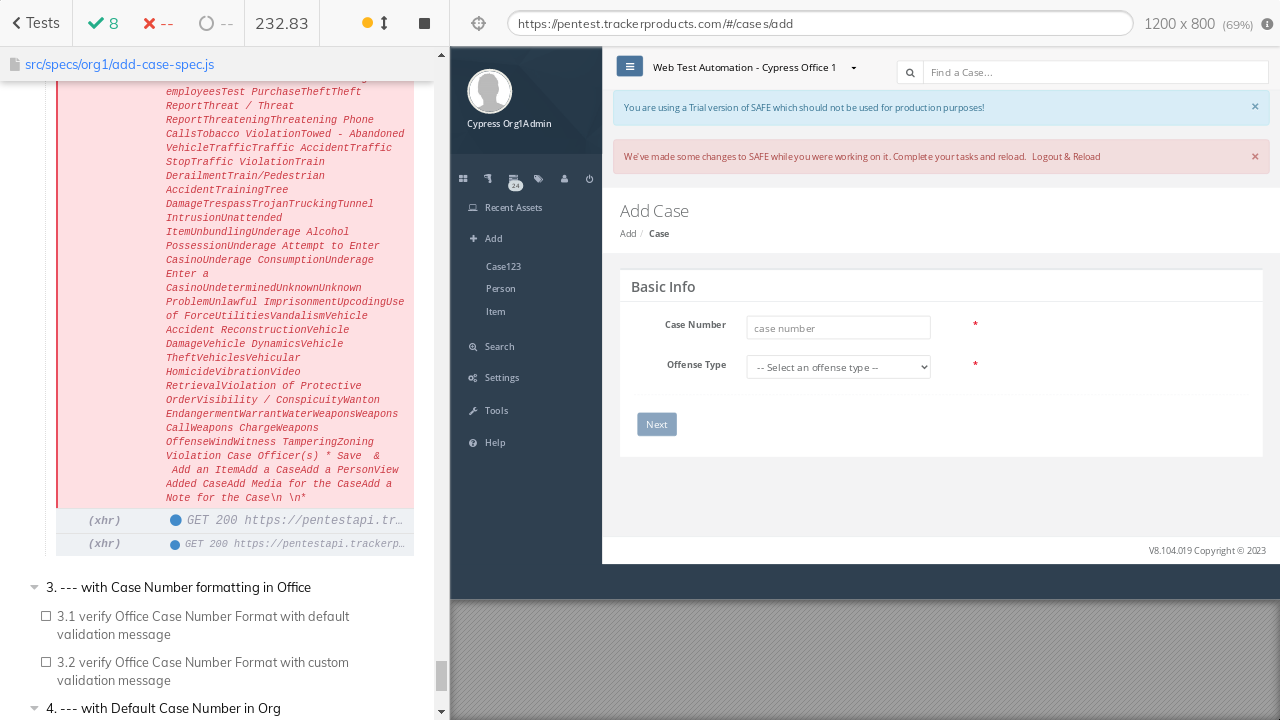 Tests
8
--
--
232.83
src/specs/org1/add-case-spec.js
employeesTest PurchaseTheftTheft
ReportThreat / Threat
ReportThreateningThreatening Phone
CallsTobacco ViolationTowed - Abandoned
VehicleTrafficTraffic AccidentTraffic
StopTraffic ViolationTrain
DerailmentTrain/Pedestrian
AccidentTrainingTree
DamageTrespassTrojanTruckingTunnel
IntrusionUnattended
ItemUnbundlingUnderage Alcohol
PossessionUnderage Attempt to Enter
CasinoUnderage ConsumptionUnderage
Enter a
CasinoUndeterminedUnknownUnknown
ProblemUnlawful ImprisonmentUpcodingUse
of ForceUtilitiesVandalismVehicle
Accident ReconstructionVehicle
DamageVehicle DynamicsVehicle
TheftVehiclesVehicular
HomicideVibrationVideo
RetrievalViolation of Protective
OrderVisibility / ConspicuityWanton
EndangermentWarrantWaterWeaponsWeapons
CallWeapons ChargeWeapons
OffenseWindWitness TamperingZoning
Violation Case Officer(s) * Save  &
 Add an ItemAdd a CaseAdd a PersonView
Added CaseAdd Media for the CaseAdd a
Note for the Case\n \n*
(xhr) GET 200 https://pentestapi.tr…
(xhr) GET 200 https://pentestapi.trackerp…
3. --- with Case Number formatting in Office
3.1 verify Office Case Number Format with default
validation message
3.2 verify Office Case Number Format with custom
validation message
4. --- with Default Case Number in Org
https://pentest.trackerproducts.com/#/cases/add
1200 x 800 (69%)
Cypress Org1Admin
24
Recent Assets
Add
Case123
Person
Item
Search
Settings
Tools
Help
Web Test Automation - Cypress Office 1
Find a Case...
You are using a Trial version of SAFE which should not be used for production purposes! ×
We've made some changes to SAFE while you were working on it. Complete your tasks and reload. Logout & Reload ×
Add Case
Add / Case
Basic Info
Case Number case number *
Offense Type -- Select an offense type -- *
Next
V8.104.019 Copyright © 2023